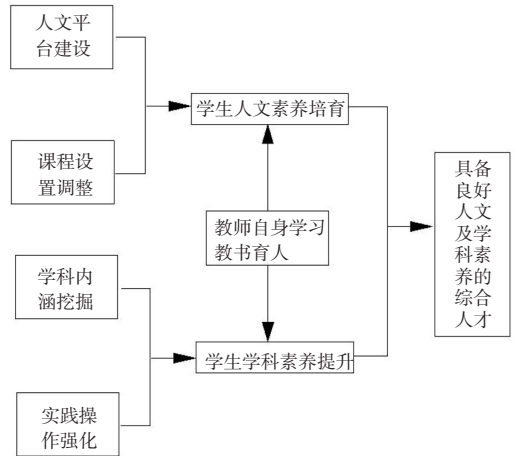 人文平
台建设
学生人文素养培育
课程设
置调整
教师自身学习
教书育人
学科内
涵挖掘
学生学科素养提升
实践操
作强化
具备
良好
人文
及学
科素
养的
综合
人才